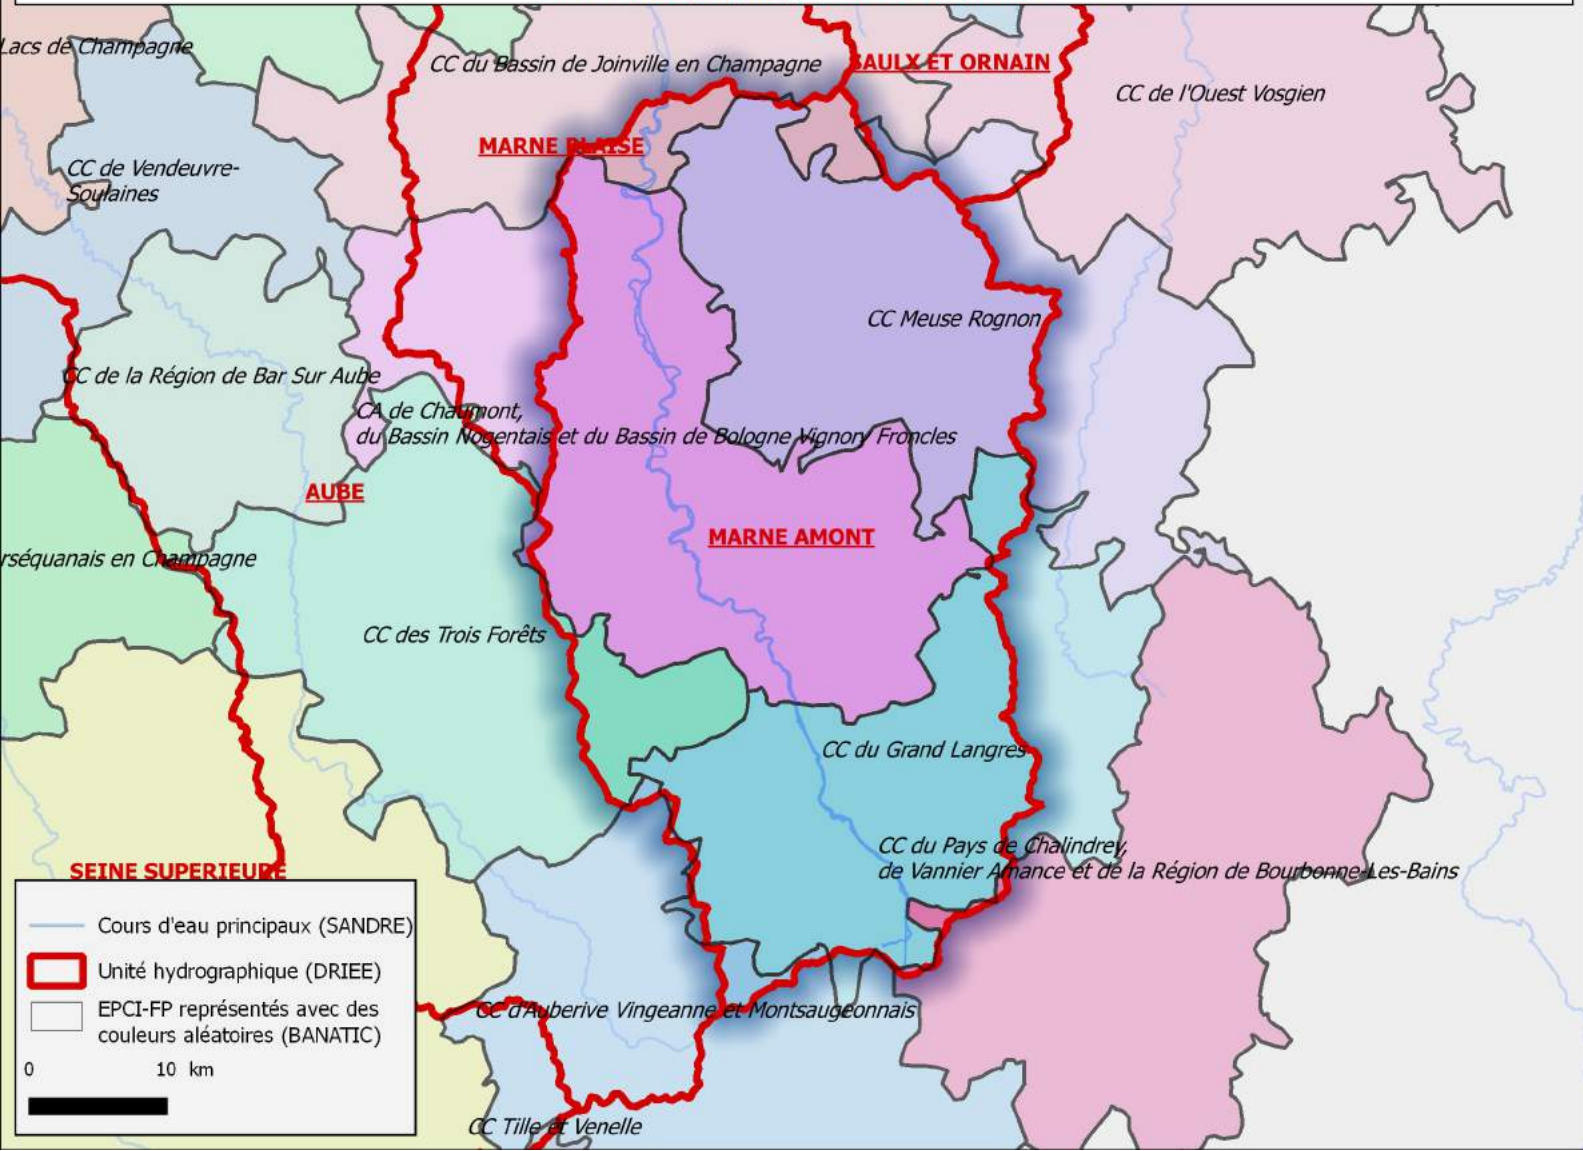 Lacs de Champagne
CC du Bassin de Joinville en Champagne
SAULX ET ORNAIN
CC de l'Ouest Vosgien
MARNE BLAISE
CC de Vendeuvre-
Soulaines
CC Meuse Rognon
CC de la Région de Bar Sur Aube
CA de Chaumont,
du Bassin Nogentais et du Bassin de Bologne Vignory Froncles
AUBE
MARNE AMONT
rséquanais en Champagne
CC des Trois Forêts
CC du Grand Langres
CC du Pays de Chalindrey,
de Vannier Amance et de la Région de Bourbonne-Les-Bains
SEINE SUPERIEURE
Cours d'eau principaux (SANDRE)
Unité hydrographique (DRIEE)
EPCI-FP représentés avec des
couleurs aléatoires (BANATIC)
0 10 km
CC d'Auberive Vingeanne et Montsaugeonnais
CC Tille et Venelle